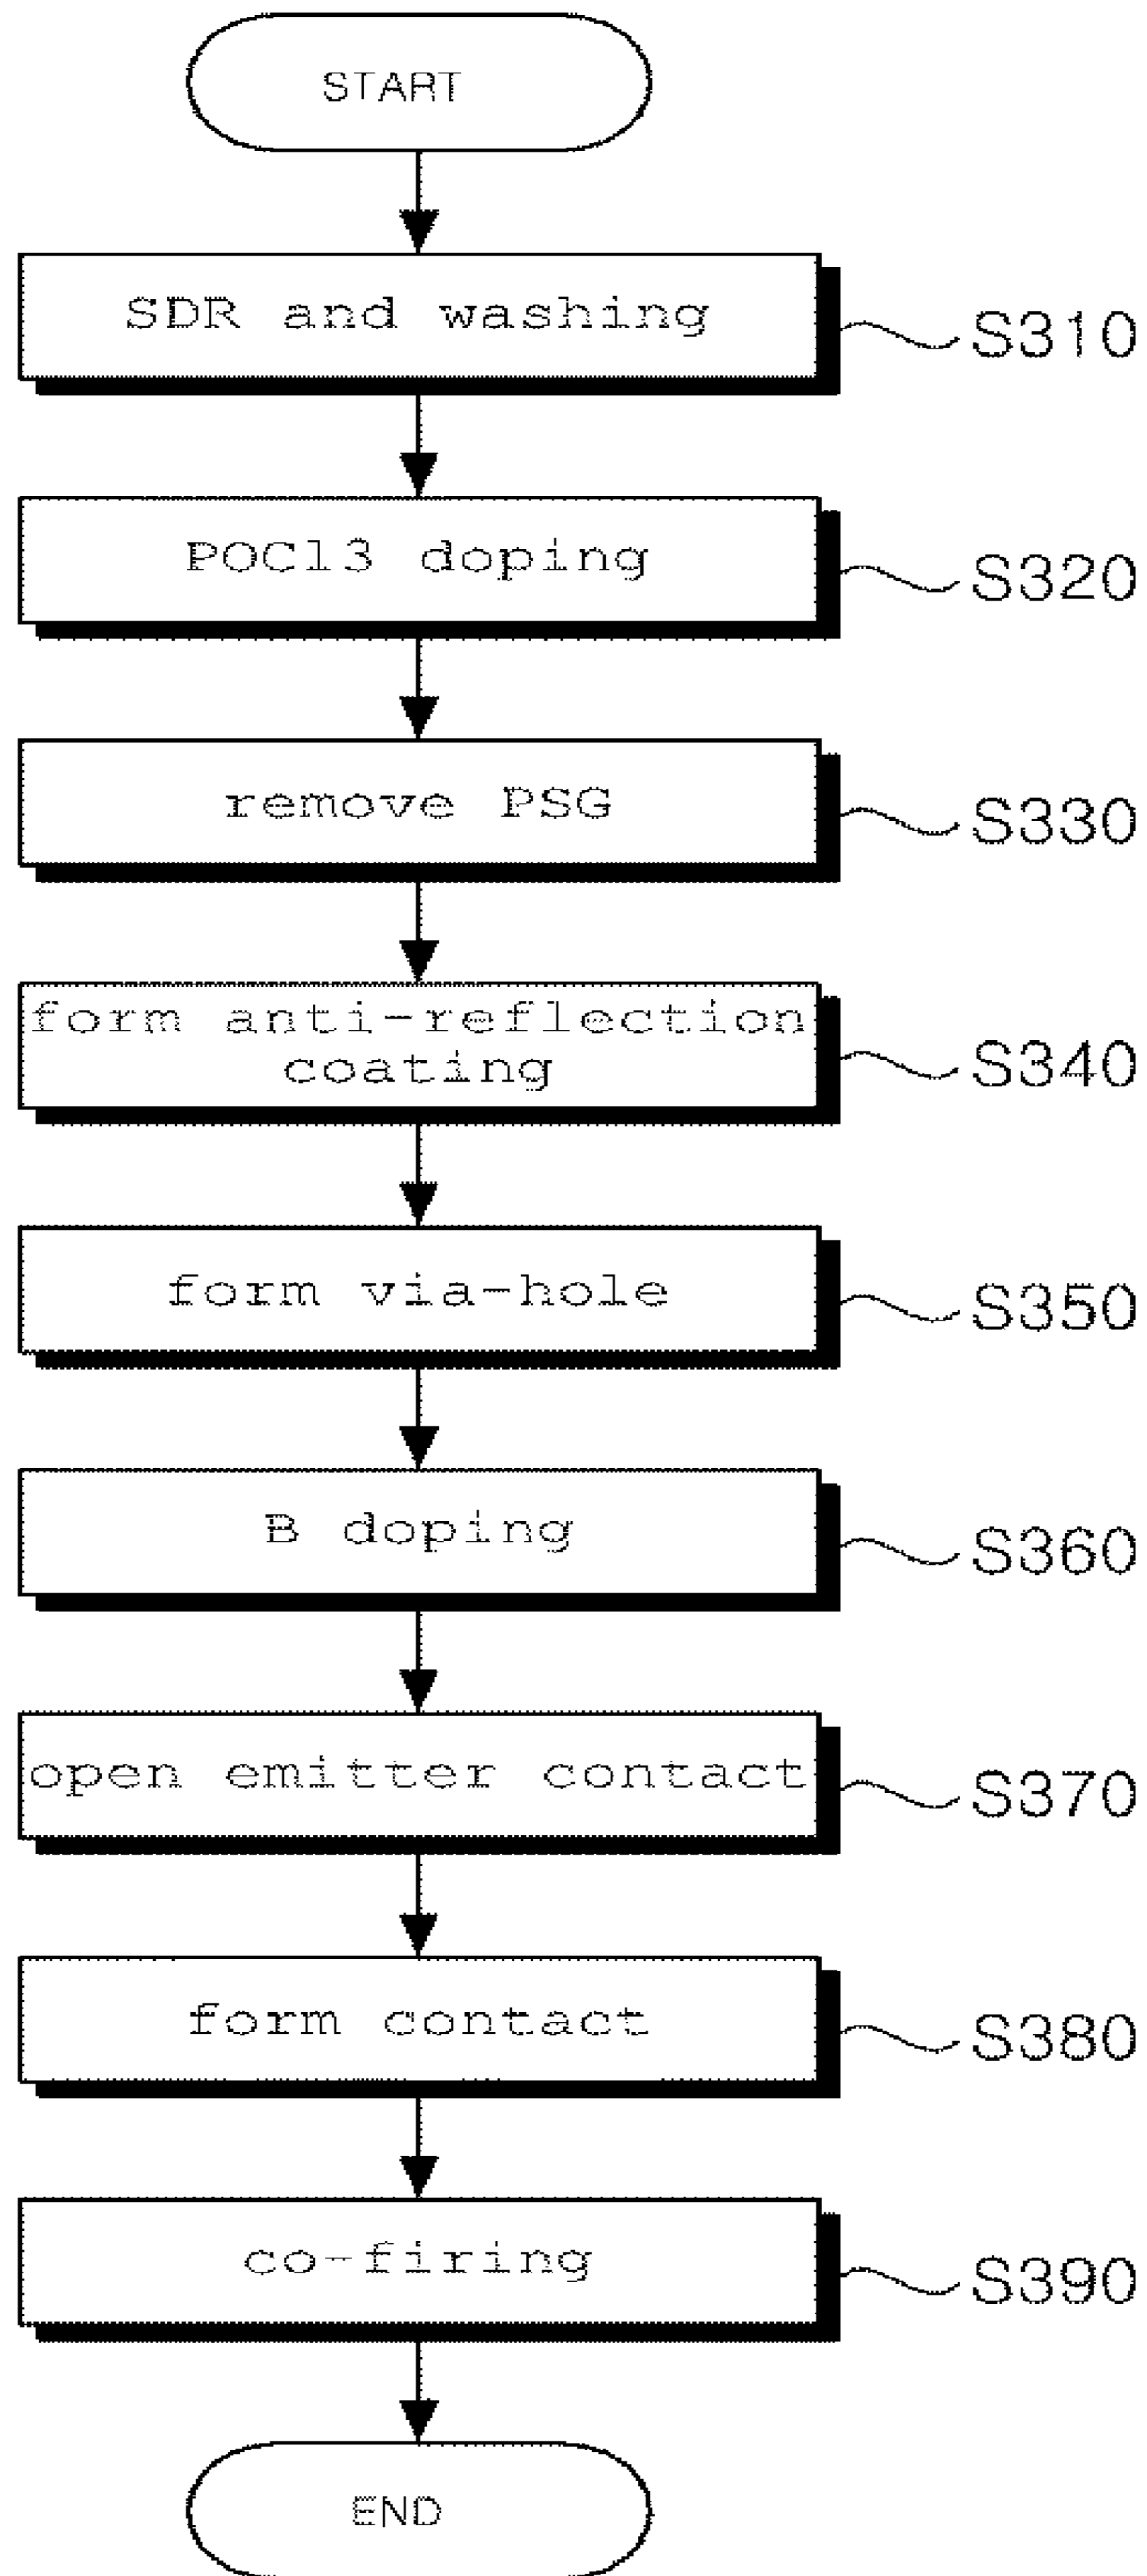 START
SDR and washing
S310
POCl3 doping
S320
remove PSG
S330
form anti-reflection
coating
S340
form via-hole
S350
B doping
S360
open emitter contact
S370
form contact
S380
co-firing
S390
END